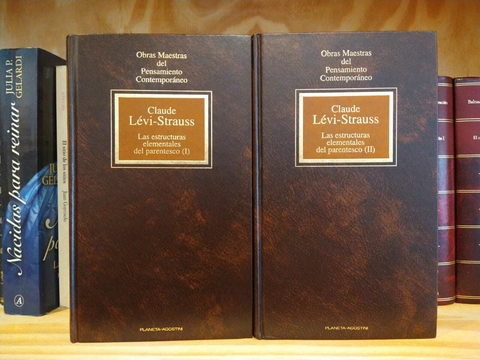 JULIA P.
GELARDI
Nacidas para reinar
Obras Maestras
del
Pensamiento
Contemporáneo
Claude
Lévi-Strauss
Las estructuras
elementales
del parentesco (I)
PLANETA-AGOSTINI
Obras Maestras
del
Pensamiento
Contemporáneo
Claude
Lévi-Strauss
Las estructuras
elementales
del parentesco (II)
PLANETA-AGOSTINI